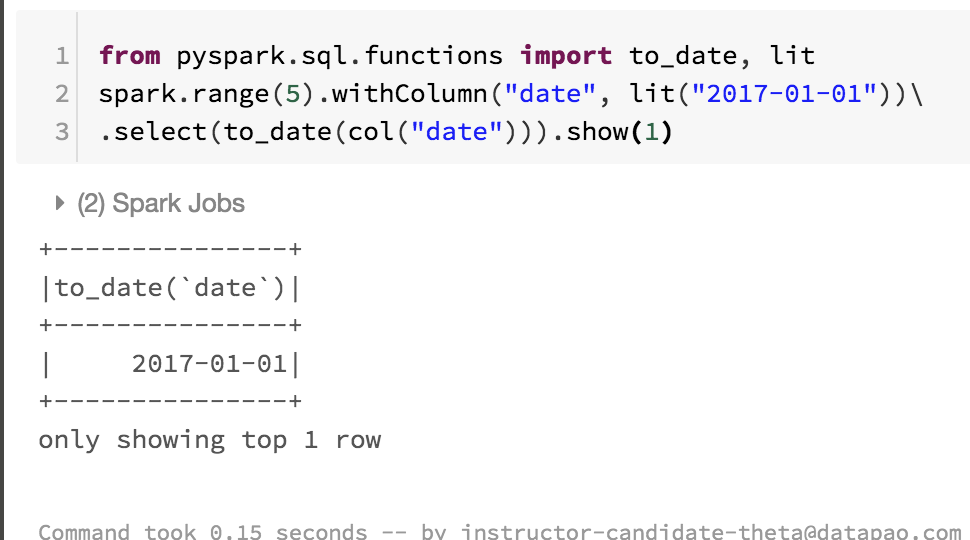 1 from pyspark.sql.functions import to_date, lit
2 spark.range(5).withColumn("date", lit("2017-01-01"))\
3 .select(to_date(col("date"))).show(1)
(2) Spark Jobs
+---------------+
|to_date(`date`)|
+---------------+
|     2017-01-01|
+---------------+
only showing top 1 row
Command took 0.15 seconds -- by instructor-candidate-theta@datapao.com